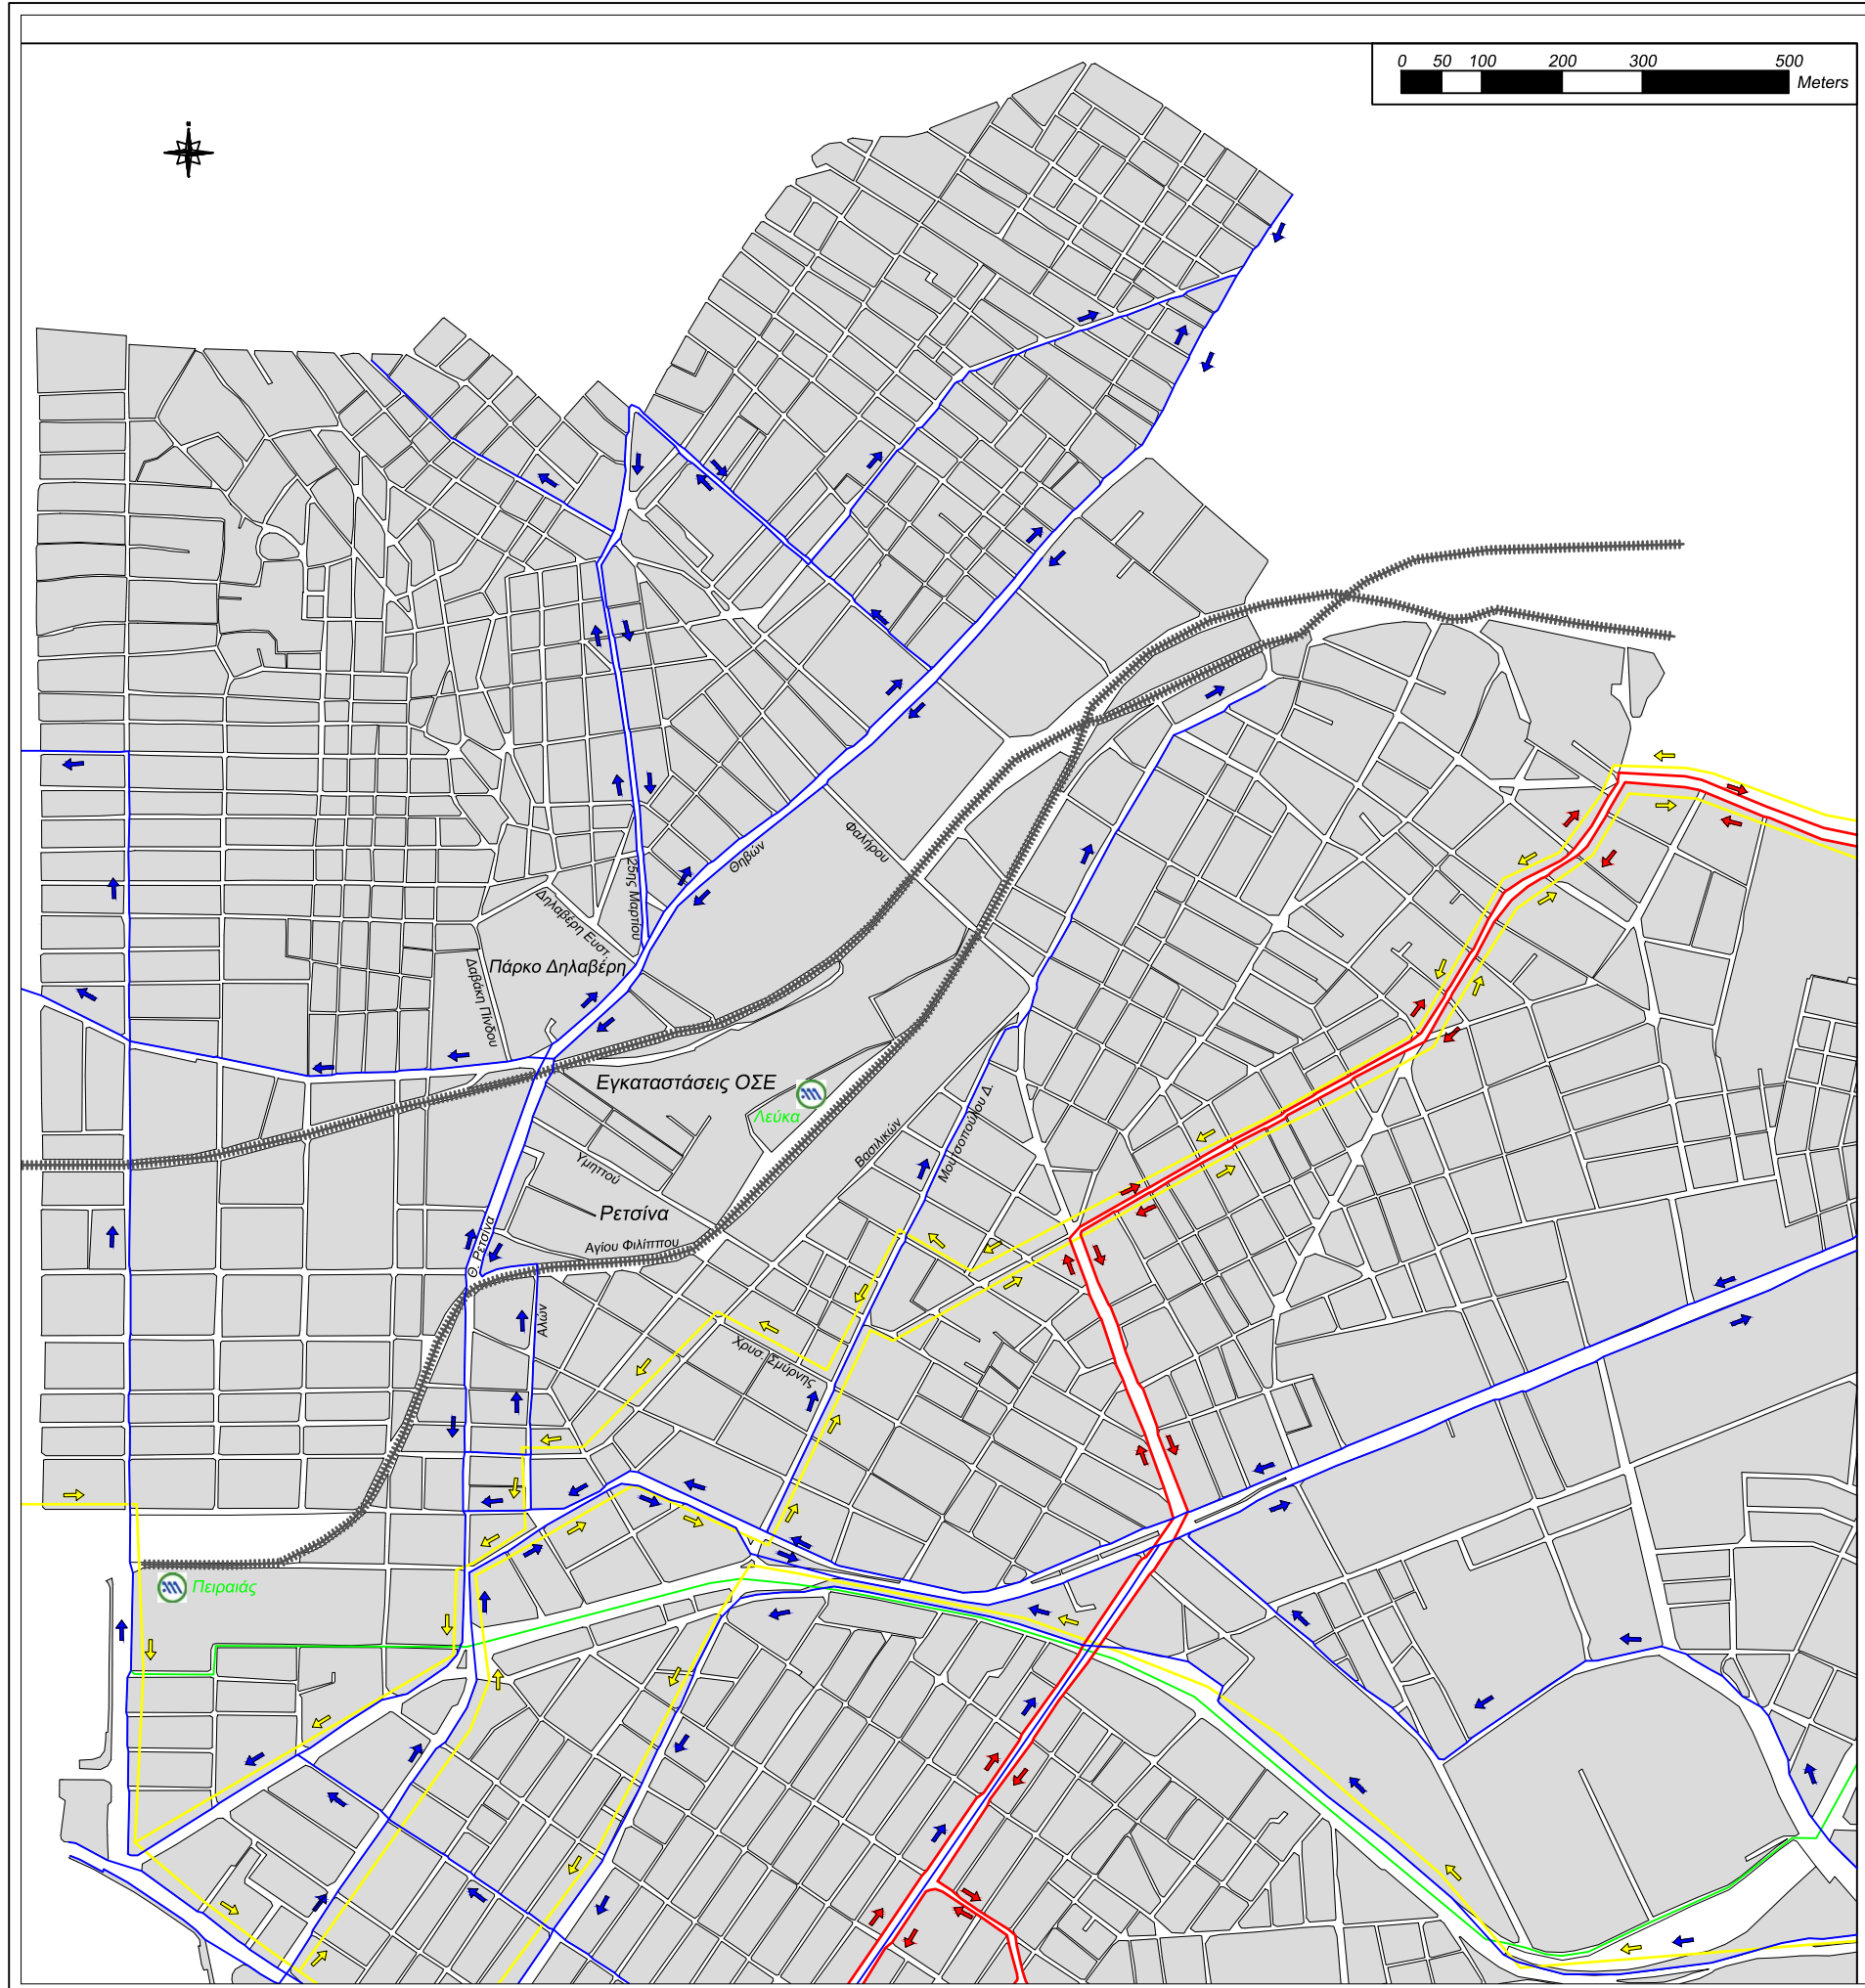 0 50 100 200 300 500
Meters
Φαλήρου
Θηβών
25ης Μαρτίου
Δηλαβέρη Ευστ.
Πάρκο Δηλαβέρη
Δαβάκη Πίνδου
Εγκαταστάσεις ΟΣΕ
Λεύκα
Βασιλικών
Μουτσοπούλου Δ.
Υμηττού
Ρετσίνα
Αγίου Φιλίππου
Θ. Ρετσίνα
Αλών
Χρυσ. Σμύρνης
Πειραιάς